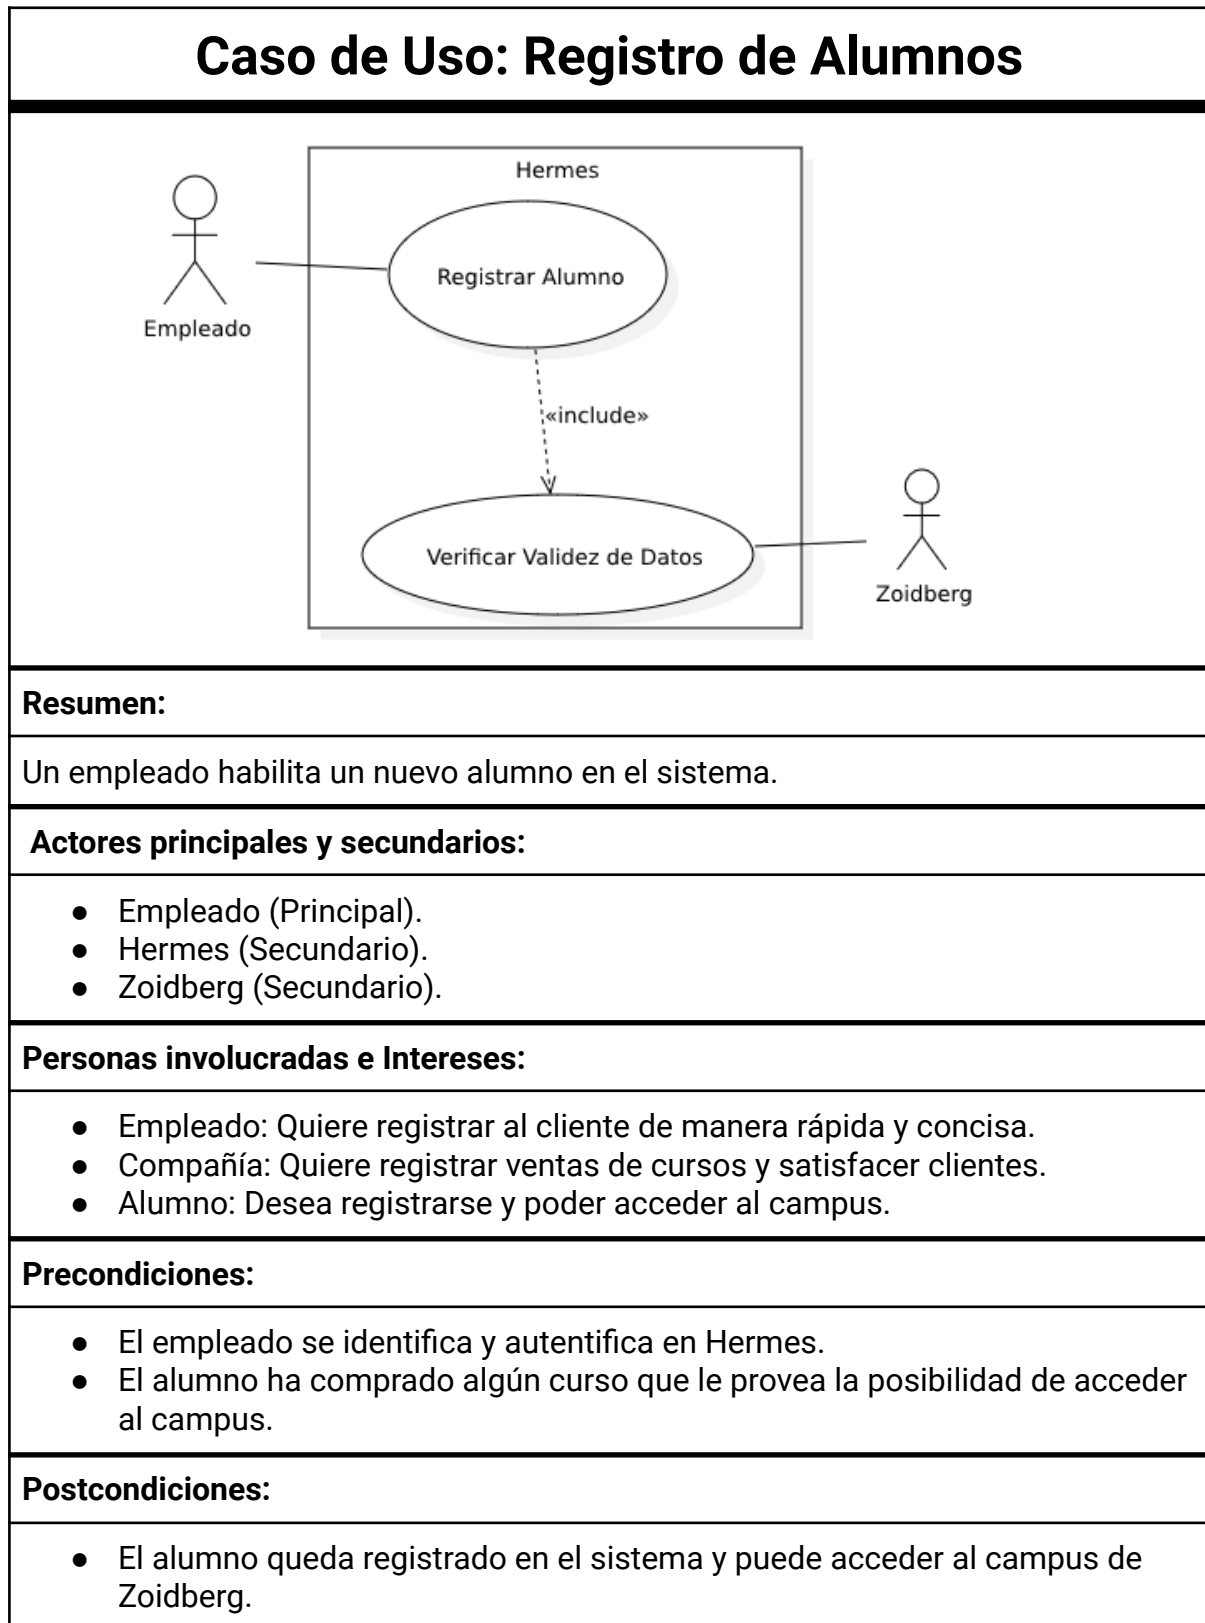 Caso de Uso: Registro de Alumnos
Hermes
Registrar Alumno
Empleado
«include»
Verificar Validez de Datos
Zoidberg
Resumen:
Un empleado habilita un nuevo alumno en el sistema.
Actores principales y secundarios:
● Empleado (Principal).
● Hermes (Secundario).
● Zoidberg (Secundario).
Personas involucradas e Intereses:
● Empleado: Quiere registrar al cliente de manera rápida y concisa.
● Compañía: Quiere registrar ventas de cursos y satisfacer clientes.
● Alumno: Desea registrarse y poder acceder al campus.
Precondiciones:
● El empleado se identifica y autentifica en Hermes.
● El alumno ha comprado algún curso que le provea la posibilidad de acceder
al campus.
Postcondiciones:
● El alumno queda registrado en el sistema y puede acceder al campus de
Zoidberg.